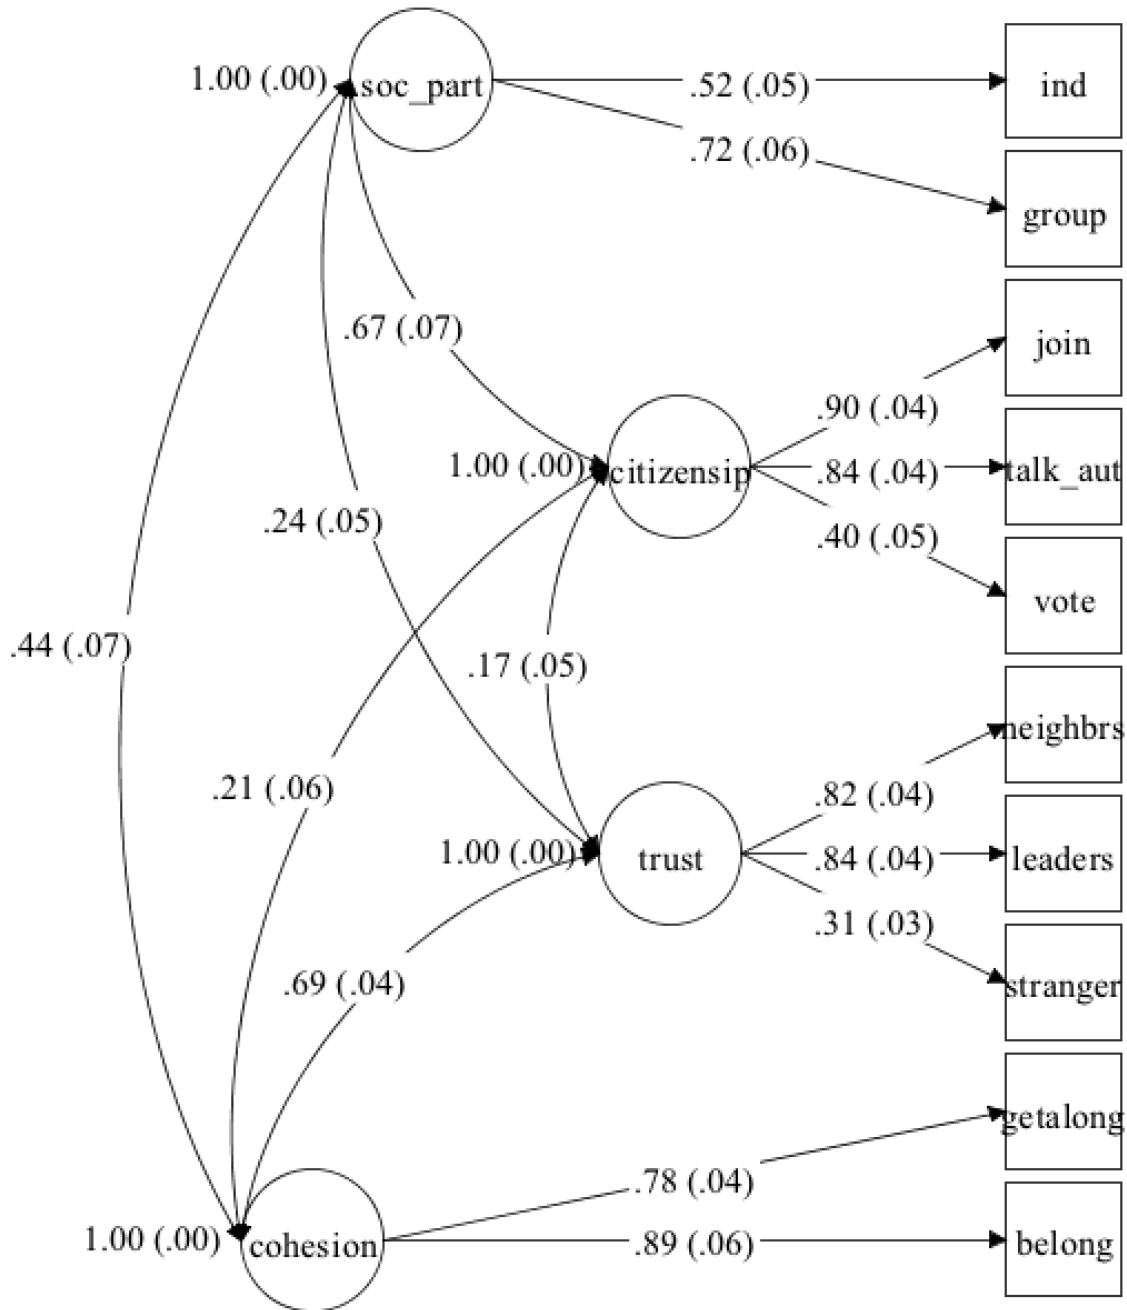 1.00 (.00)
soc_part
.52 (.05)
ind
.72 (.06)
group
.67 (.07)
join
.90 (.04)
1.00 (.00)
citizensip
.84 (.04)
talk_aut
.24 (.05)
.40 (.05)
vote
.44 (.07)
.17 (.05)
neighbrs
.21 (.06)
.82 (.04)
1.00 (.00)
trust
.84 (.04)
leaders
.31 (.03)
.69 (.04)
stranger
getalong
.78 (.04)
1.00 (.00)
cohesion
.89 (.06)
belong